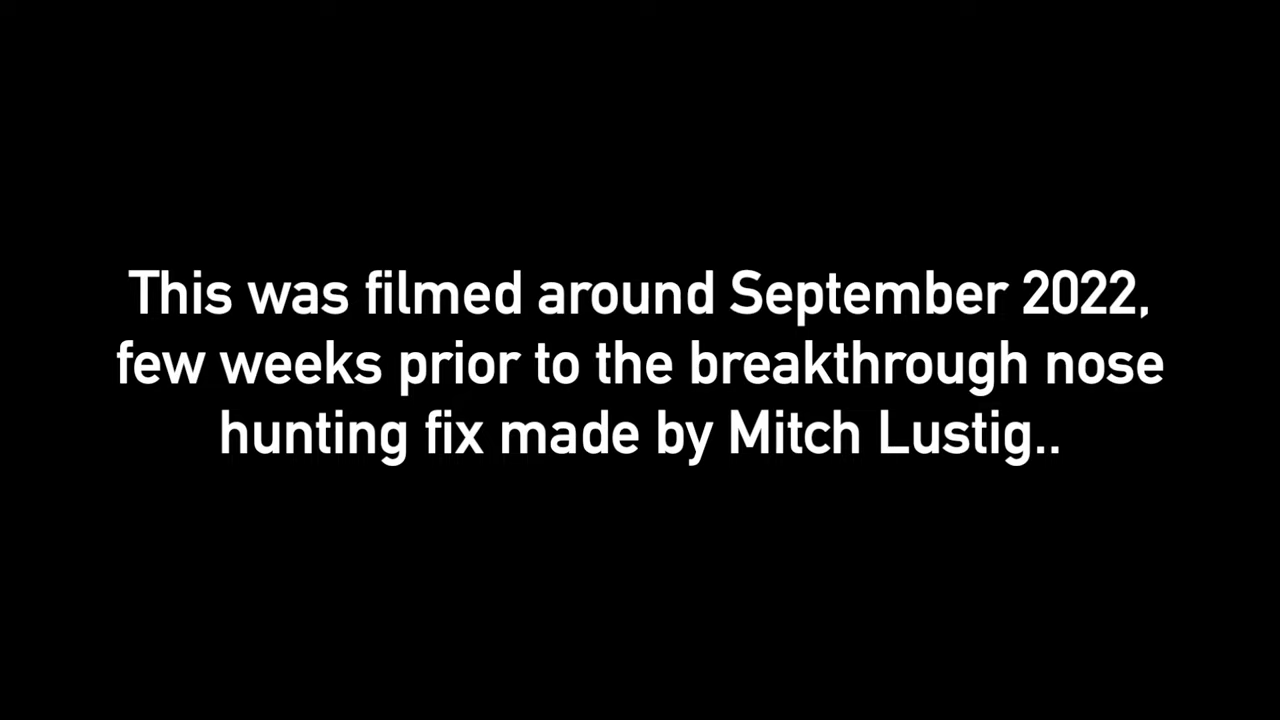 This was filmed around September 2022,
few weeks prior to the breakthrough nose
hunting fix made by Mitch Lustig..